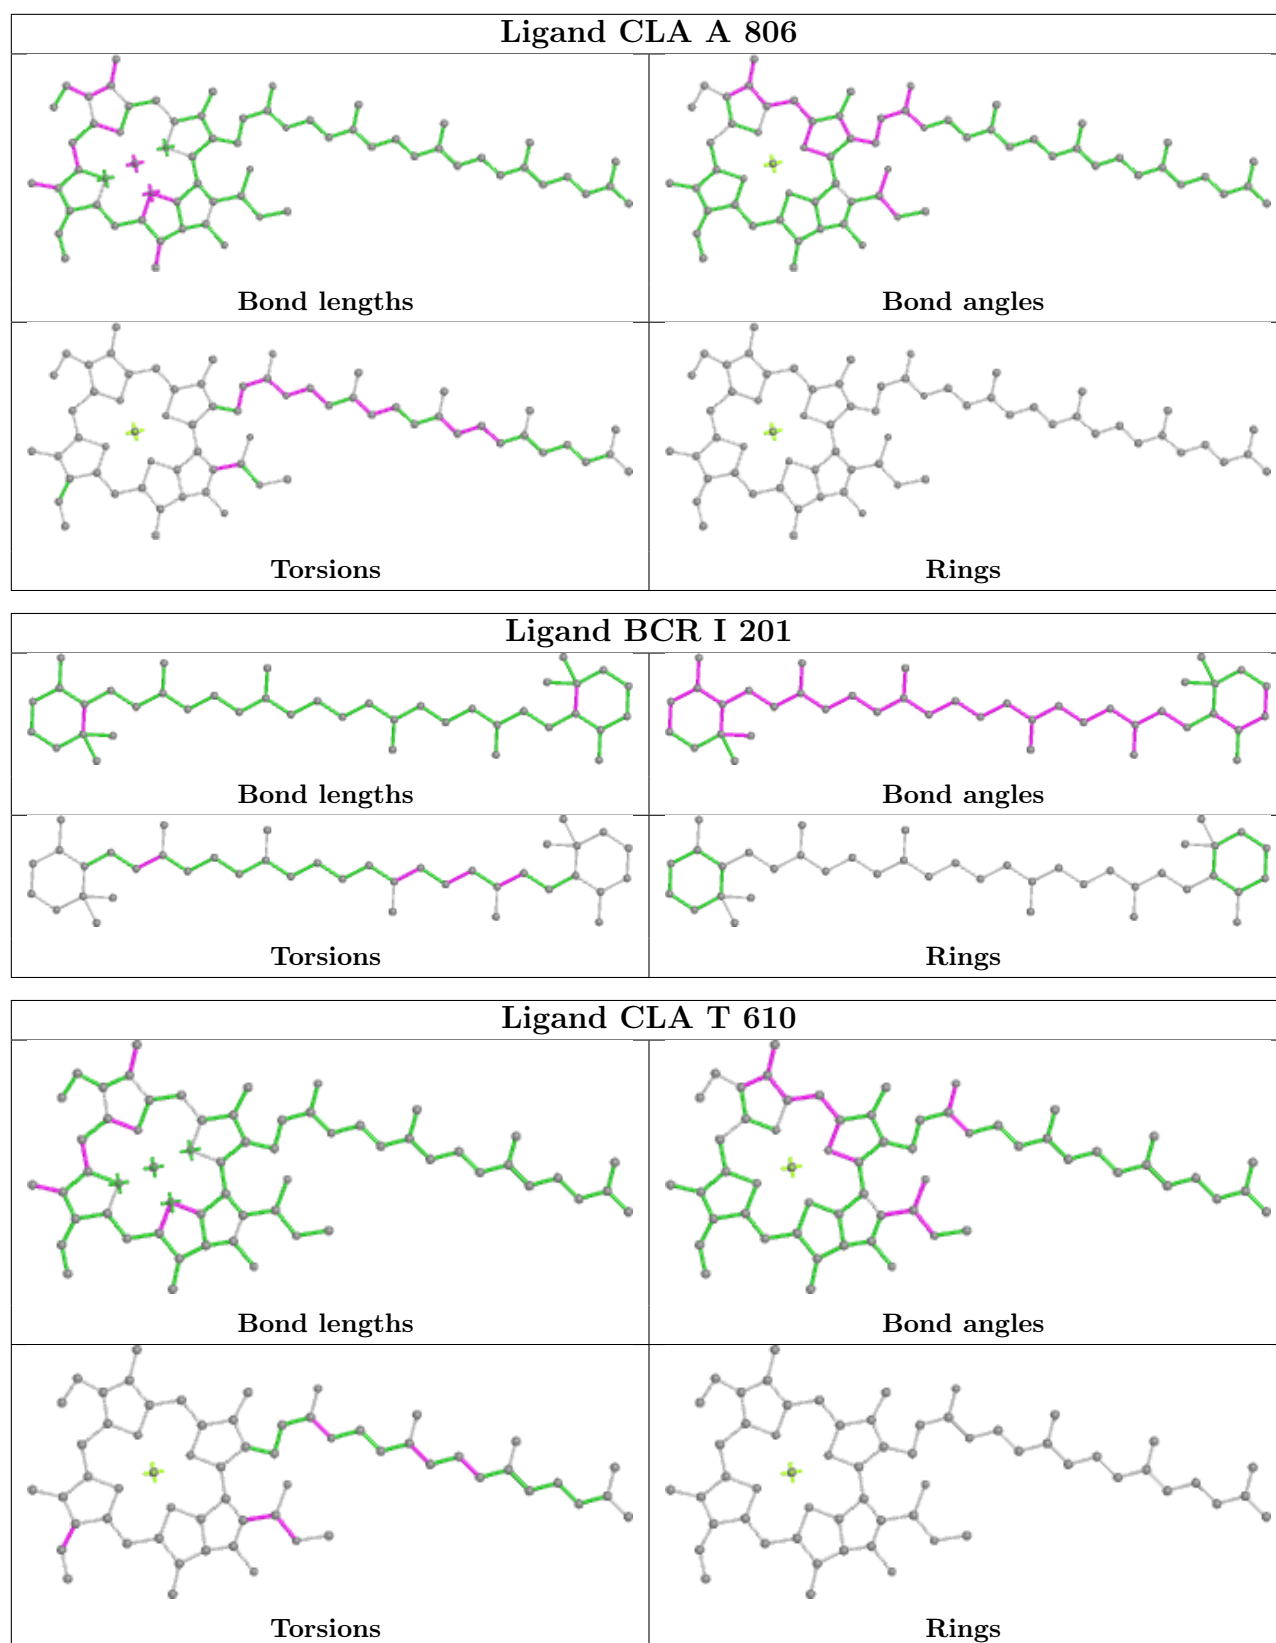 Ligand CLA A 806
Bond lengths
Bond angles
Torsions
Rings
Ligand BCR I 201
Bond lengths
Bond angles
Torsions
Rings
Ligand CLA T 610
Bond lengths
Bond angles
Torsions
Rings